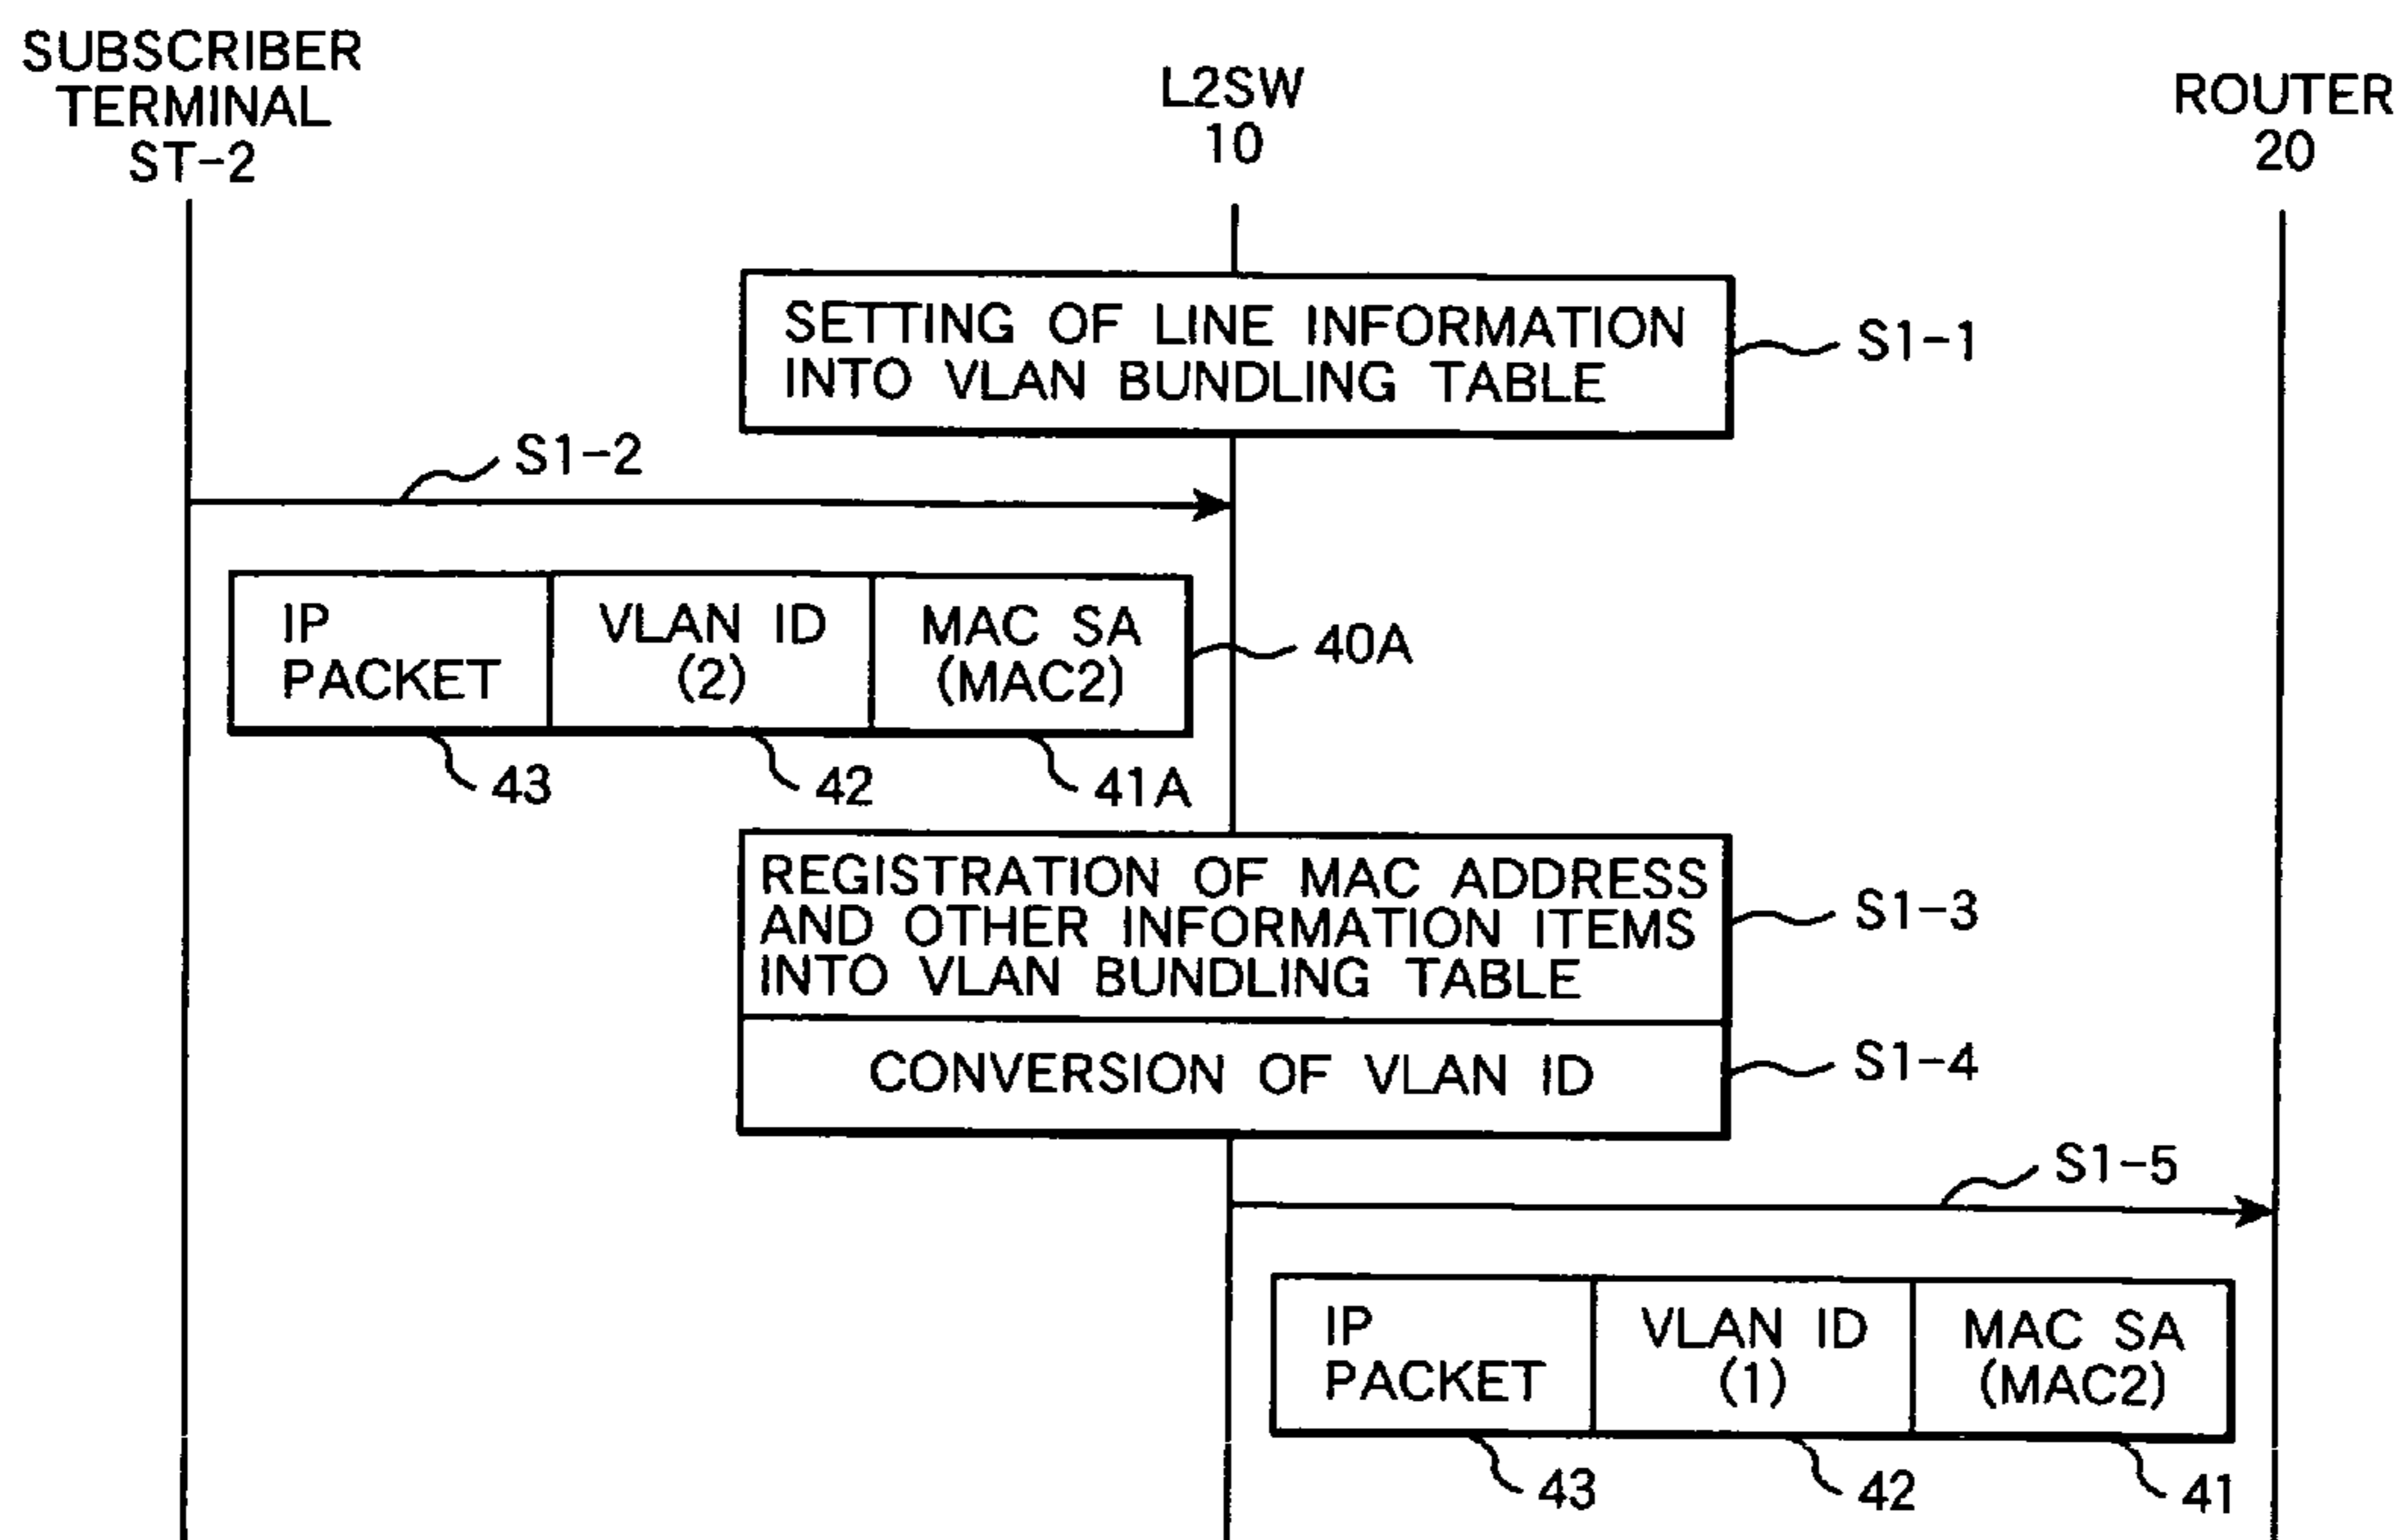 SUBSCRIBER
TERMINAL
ST-2
L2SW
10
ROUTER
20
SETTING OF LINE INFORMATION
INTO VLAN BUNDLING TABLE
S1-1
S1-2
IP
PACKET
VLAN ID
(2)
MAC SA
(MAC2)
40A
43
42
41A
REGISTRATION OF MAC ADDRESS
AND OTHER INFORMATION ITEMS
INTO VLAN BUNDLING TABLE
S1-3
CONVERSION OF VLAN ID
S1-4
S1-5
IP
PACKET
VLAN ID
(1)
MAC SA
(MAC2)
43
42
41